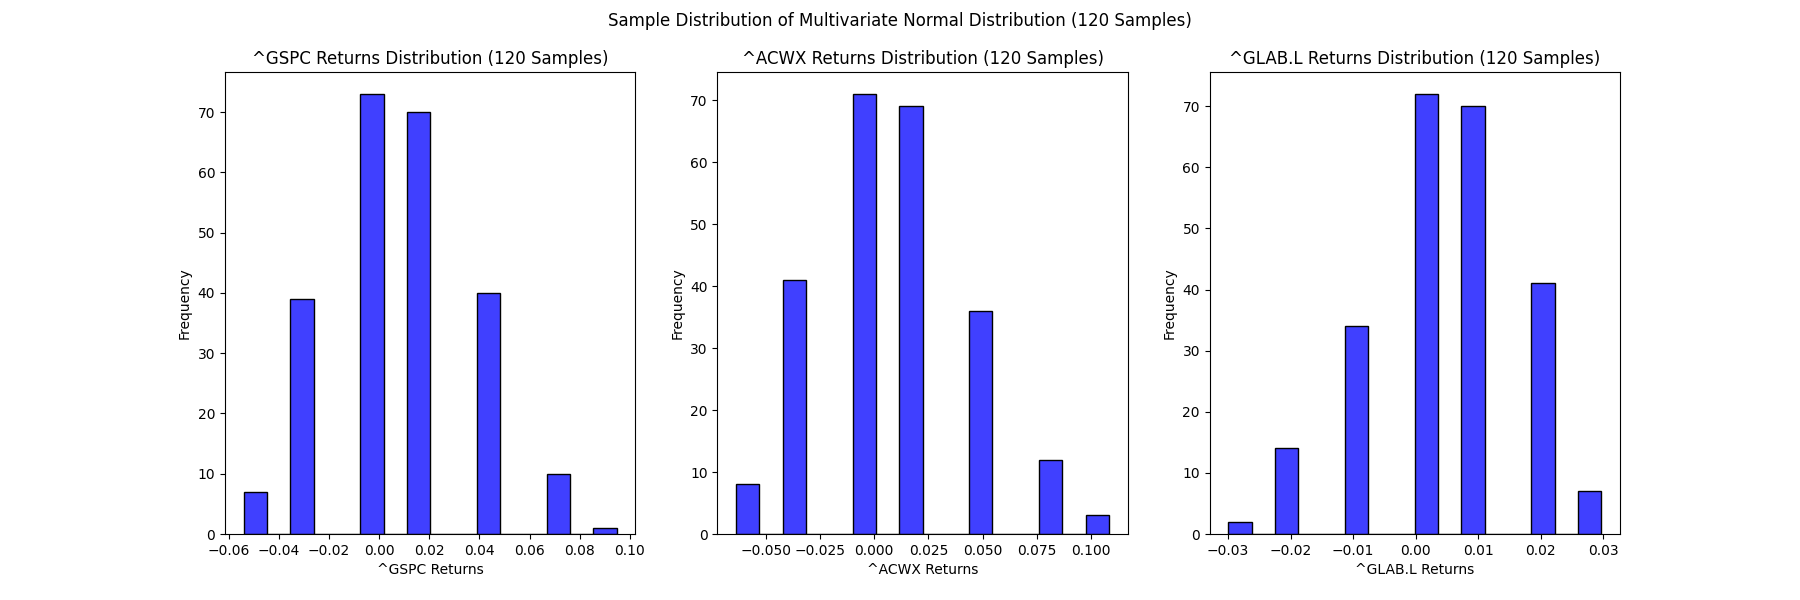 Sample Distribution of Multivariate Normal Distribution (120 Samples)
^GSPC Returns Distribution (120 Samples)
Frequency
70
60
50
40
30
20
10
0
−0.06 −0.04 −0.02 0.00 0.02 0.04 0.06 0.08 0.10
^GSPC Returns
^ACWX Returns Distribution (120 Samples)
Frequency
70
60
50
40
30
20
10
0
−0.050 −0.025 0.000 0.025 0.050 0.075 0.100
^ACWX Returns
^GLAB.L Returns Distribution (120 Samples)
Frequency
70
60
50
40
30
20
10
0
−0.03 −0.02 −0.01 0.00 0.01 0.02 0.03
^GLAB.L Returns